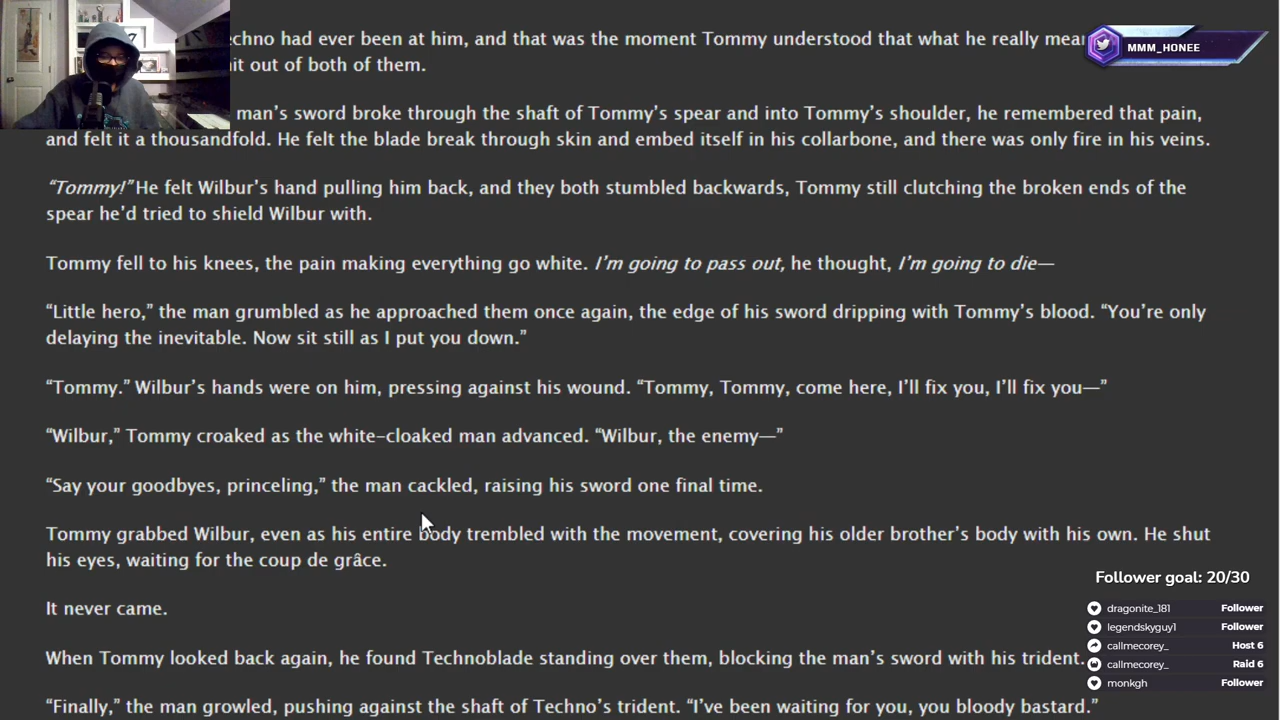 echno had ever been at him, and that was the moment Tommy understood that what he really mea
it out of both of them.
man’s sword broke through the shaft of Tommy’s spear and into Tommy’s shoulder, he remembered that pain,
and felt it a thousandfold. He felt the blade break through skin and embed itself in his collarbone, and there was only fire in his veins.
“Tommy!” He felt Wilbur’s hand pulling him back, and they both stumbled backwards, Tommy still clutching the broken ends of the
spear he’d tried to shield Wilbur with.
Tommy fell to his knees, the pain making everything go white. I’m going to pass out, he thought, I’m going to die—
“Little hero,” the man grumbled as he approached them once again, the edge of his sword dripping with Tommy’s blood. “You’re only
delaying the inevitable. Now sit still as I put you down.”
“Tommy.” Wilbur’s hands were on him, pressing against his wound. “Tommy, Tommy, come here, I’ll fix you, I’ll fix you—”
“Wilbur,” Tommy croaked as the white-cloaked man advanced. “Wilbur, the enemy—”
“Say your goodbyes, princeling,” the man cackled, raising his sword one final time.
Tommy grabbed Wilbur, even as his entire body trembled with the movement, covering his older brother’s body with his own. He shut
his eyes, waiting for the coup de grâce.
It never came.
When Tommy looked back again, he found Technoblade standing over them, blocking the man’s sword with his trident.
“Finally,” the man growled, pushing against the shaft of Techno’s trident. “I’ve been waiting for you, you bloody bastard.”
MMM_HONEE
Follower goal: 20/30
dragonite_181 Follower
legendskyguy1 Follower
callmecorey_ Host 6
callmecorey_ Raid 6
monkgh Follower